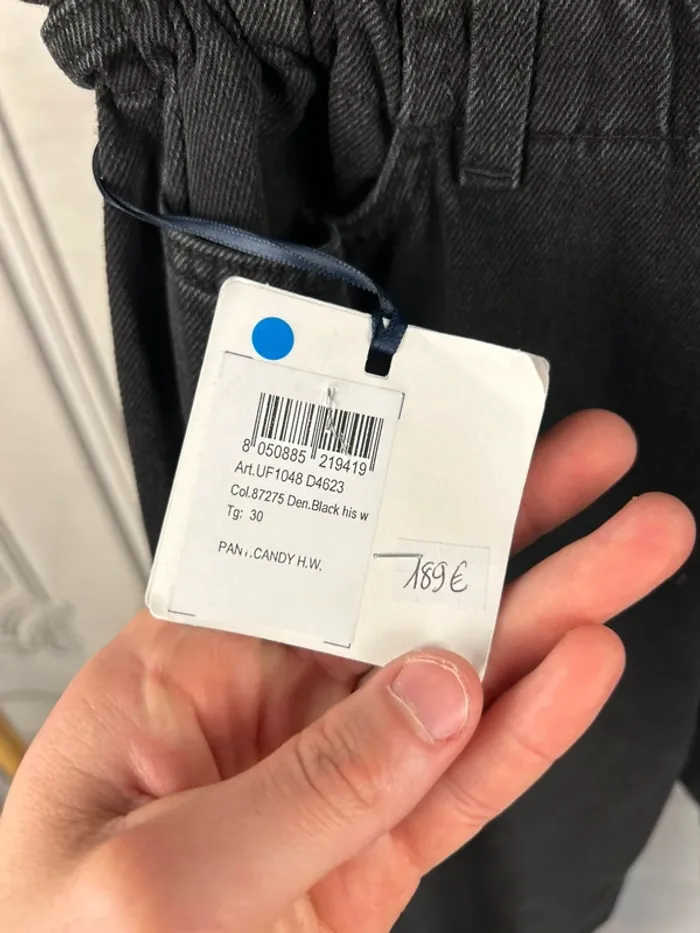 8 050885 219419
Art.UF1048 D4623
Col.87275 Den.Black his w
Tg: 30
PANT.CANDY H.W.
189€